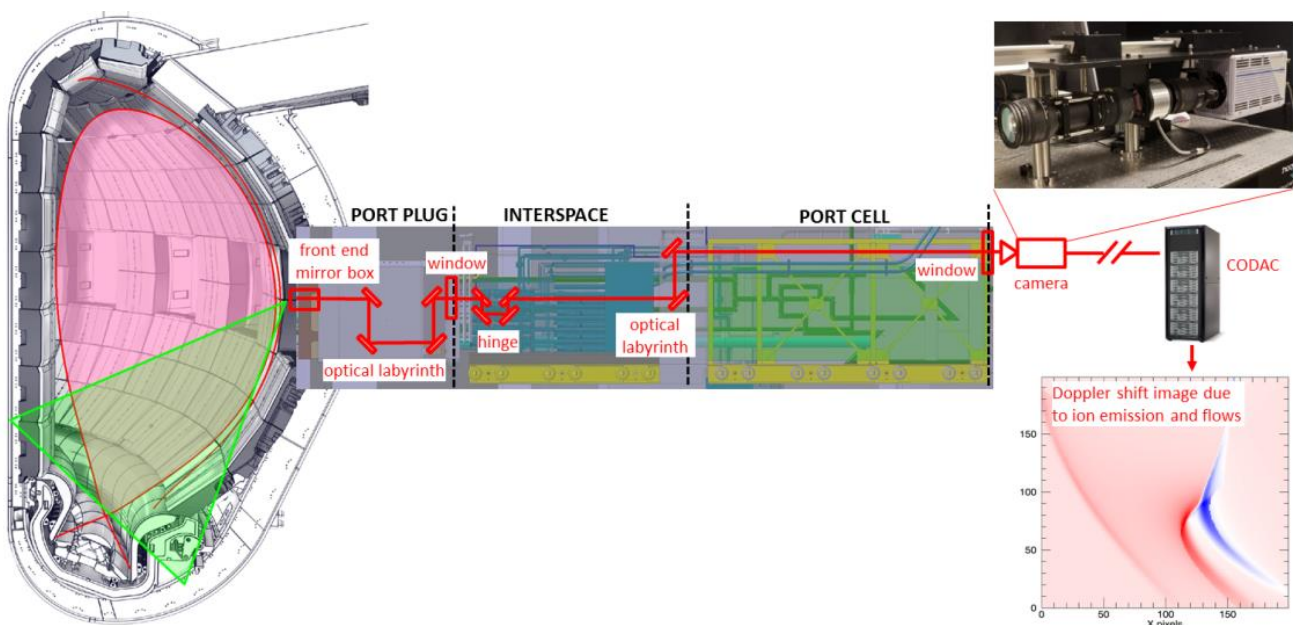 PORT PLUG
INTERSPACE
PORT CELL
front end
mirror box
window
hinge
optical labyrinth
optical
labyrinth
window
camera
CODAC
Doppler shift image due
to ion emission and flows
150
100
50
0
0
50
100
150
X pixels